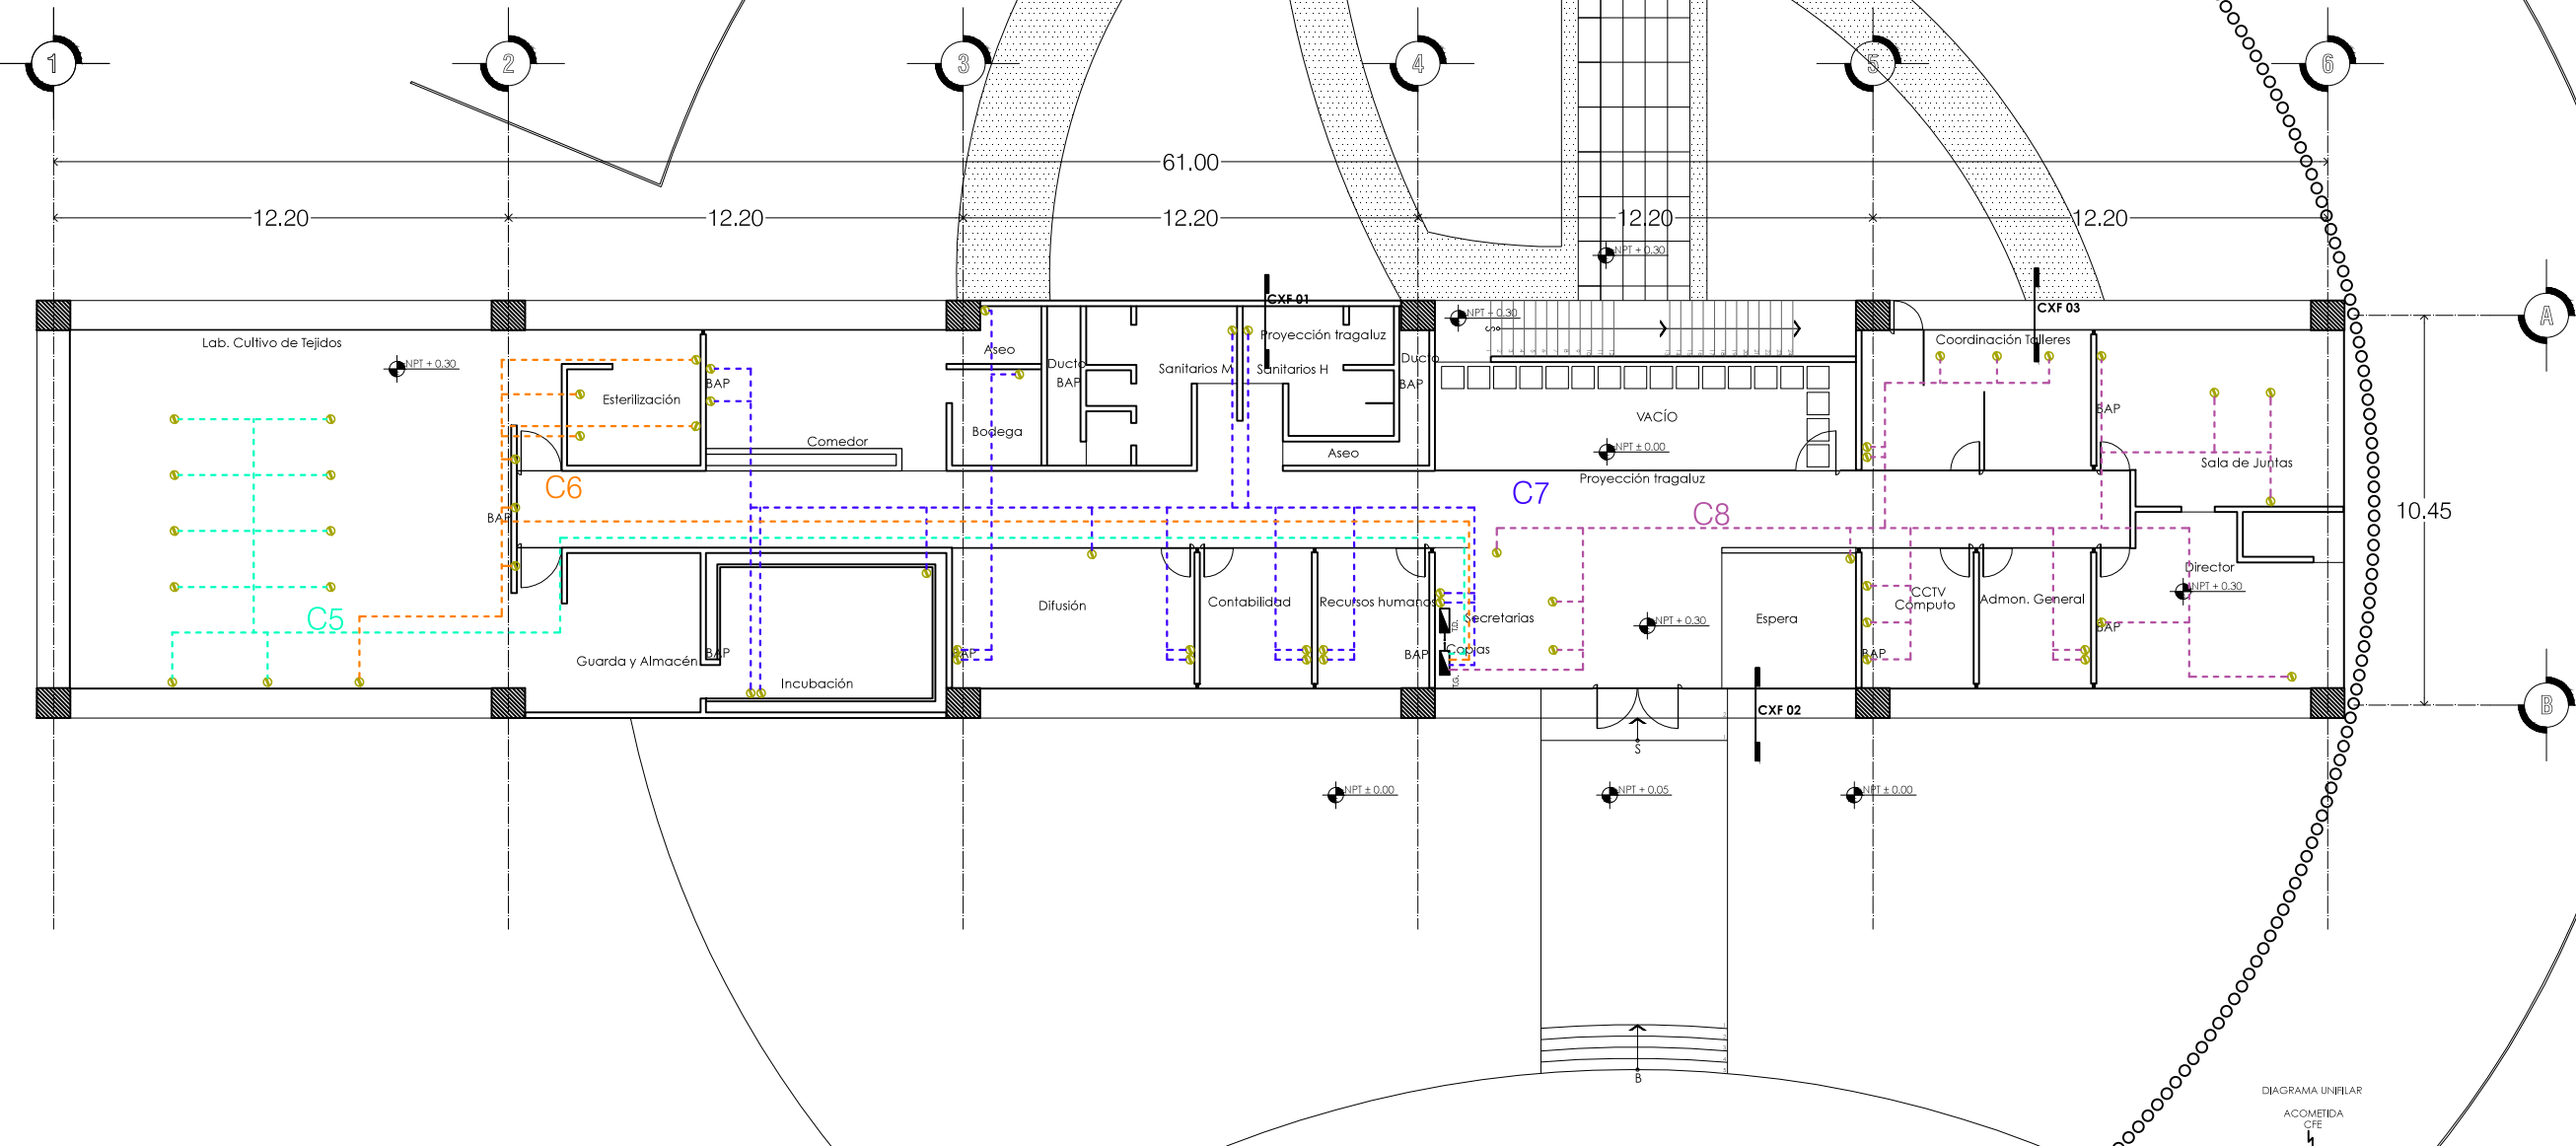 1
2
3
4
5
6
61.00
12.20
12.20
12.20
12.20
12.20
NPT + 0.30
CXF 01
CXF 03
A
NPT - 0.30
S
Lab. Cultivo de Tejidos
NPT + 0.30
Aseo
Proyección tragaluz
Coordinación Talleres
Ducto
BAP
Sanitarios M
Sanitarios H
Ducto
BAP
BAP
Esterilización
BAP
VACÍO
Bodega
Comedor
NPT ± 0.00
Aseo
Sala de Juntas
Proyección tragaluz
C6
C7
C8
BAP
10.45
Director
NPT + 0.30
Difusión
Contabilidad
Recursos humanos
T.D.
Secretarias
NPT + 0.30
Espera
CCTV
Cómputo
Admon. General
BAP
C5
Guarda y Almacén
BAP
Incubación
BAP
BAP
Copias
T.G.
BAP
CXF 02
B
S
NPT ± 0.00
NPT + 0.05
NPT ± 0.00
B
DIAGRAMA UNIFILAR
ACOMETIDA
CFE